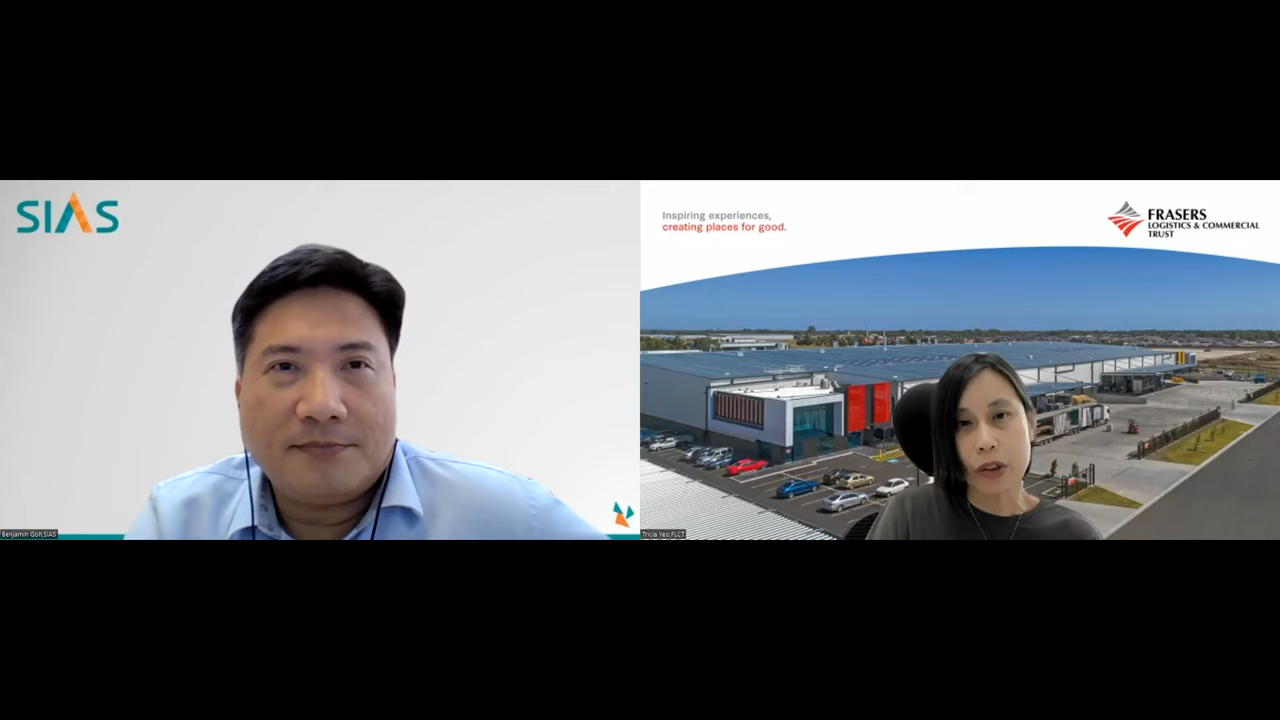 SIAS
Inspiring experiences,
creating places for good.
FRASERS
LOGISTICS & COMMERCIAL
TRUST
Benjamin Goh,SIAS
Tricia Yeo,FLCT